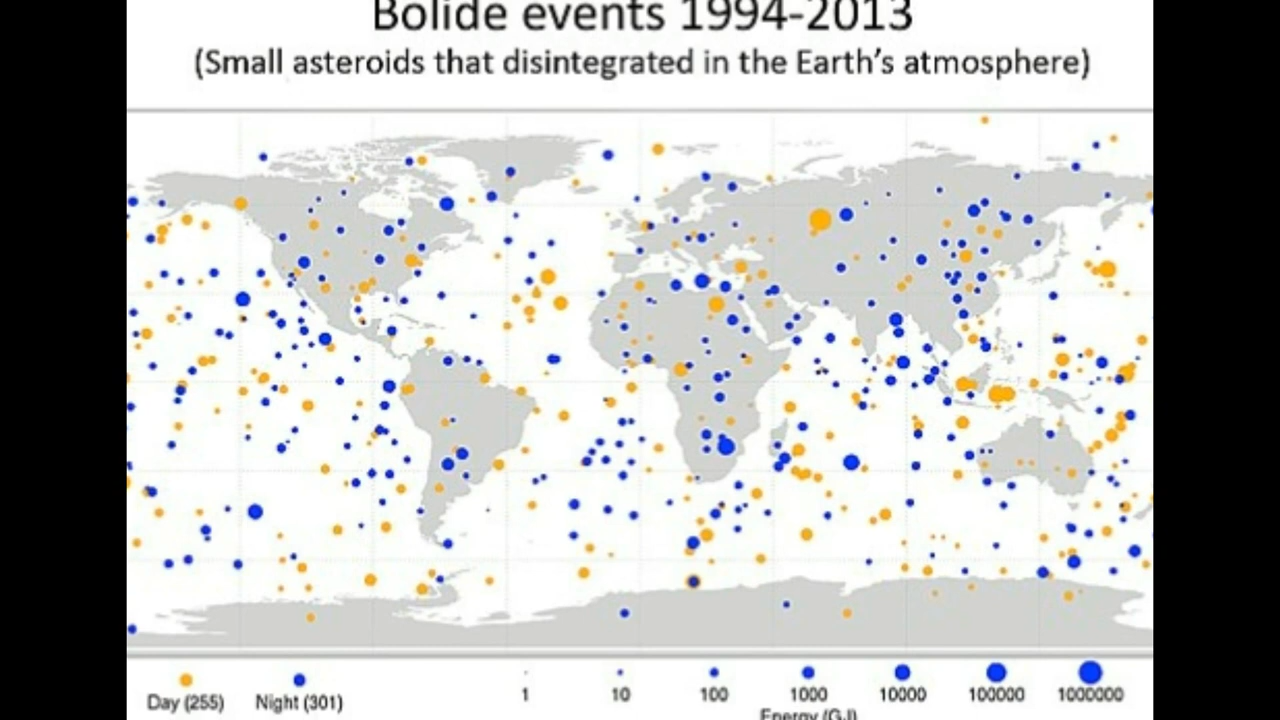 Bolide events 1994-2013
(Small asteroids that disintegrated in the Earth's atmosphere)
Day (255) Night (301) 1 10 100 1000 10000 100000 1000000
Energy (GJ)